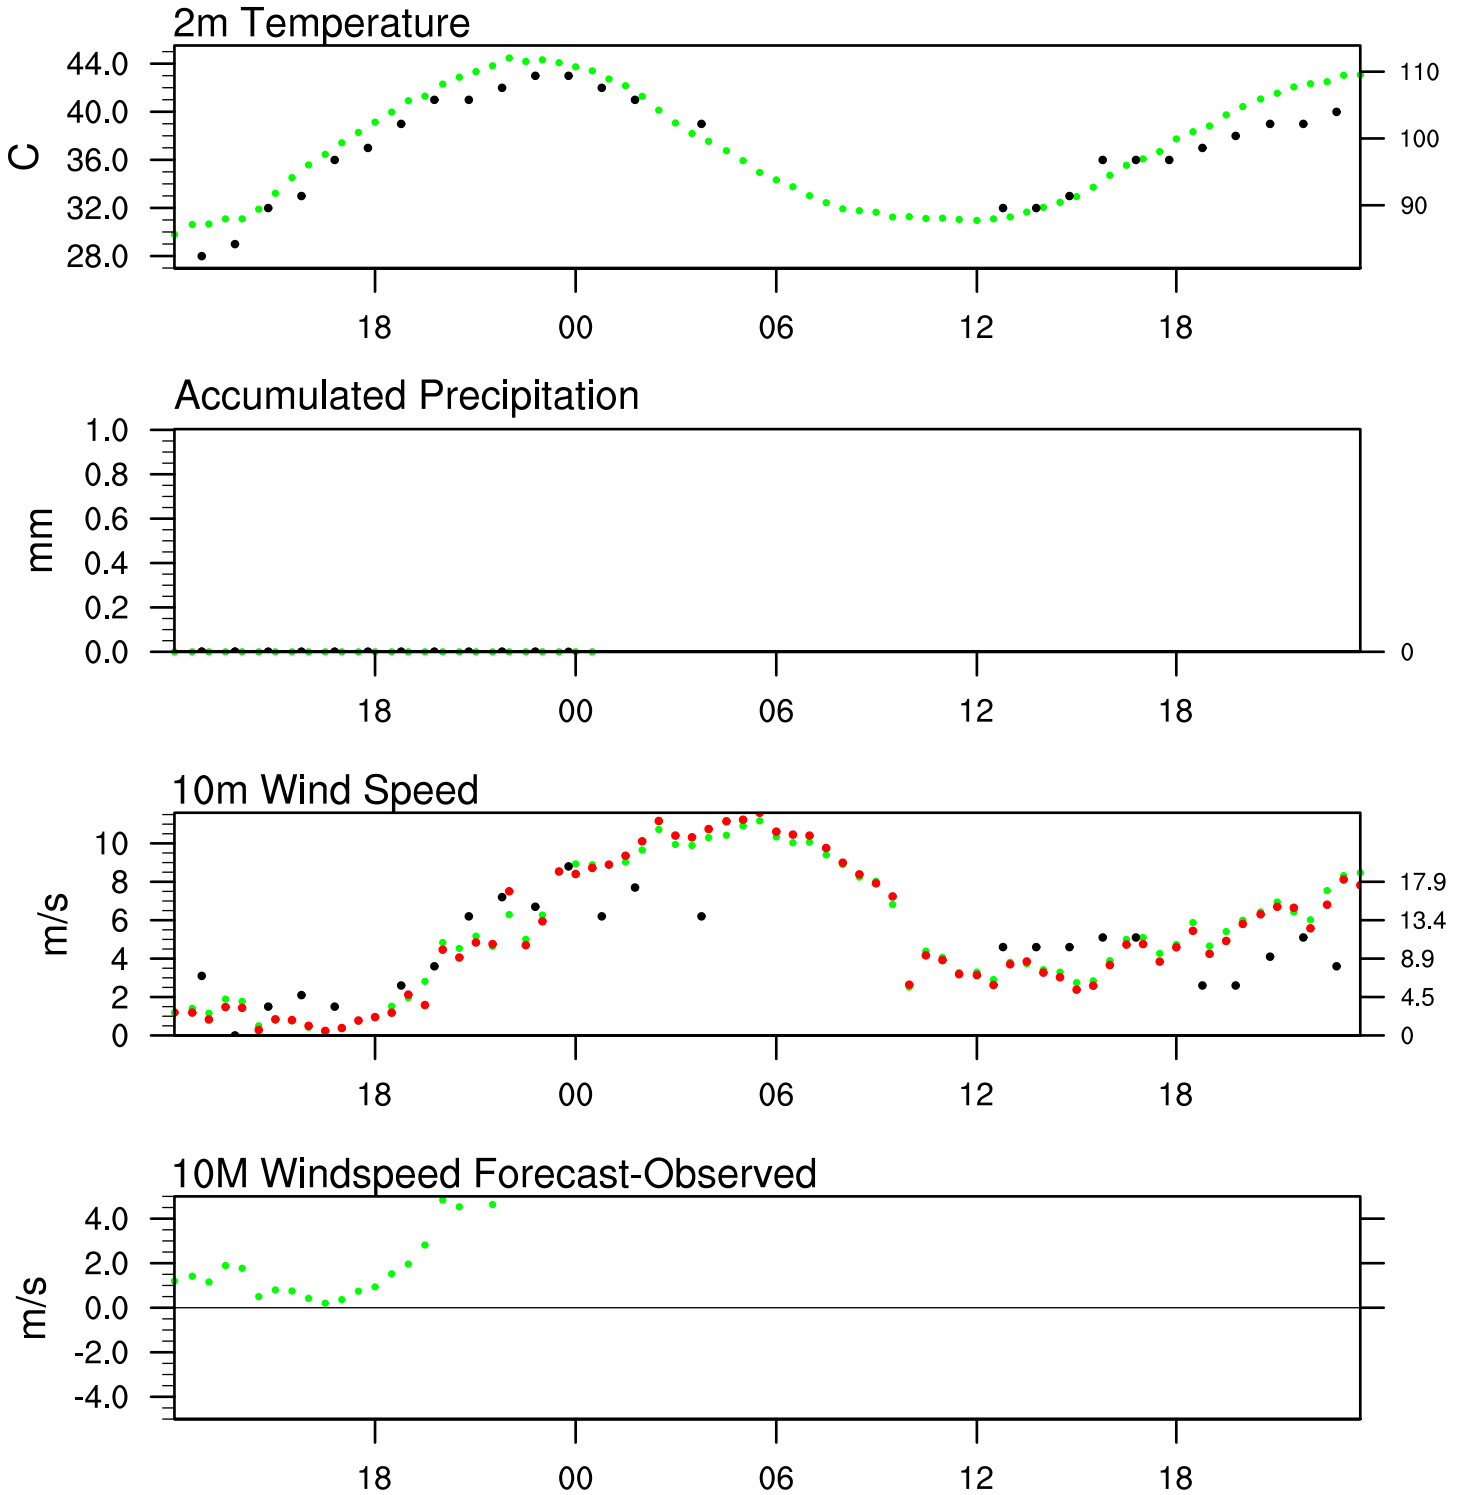 2m Temperature
44.0
40.0
36.0
32.0
28.0
C
110
100
90
18 00 06 12 18
Accumulated Precipitation
1.0
0.8
0.6
0.4
0.2
0.0
mm
0
18 00 06 12 18
10m Wind Speed
10
8
6
4
2
0
m/s
17.9
13.4
8.9
4.5
0
18 00 06 12 18
10M Windspeed Forecast-Observed
4.0
2.0
0.0
-2.0
-4.0
m/s
18 00 06 12 18